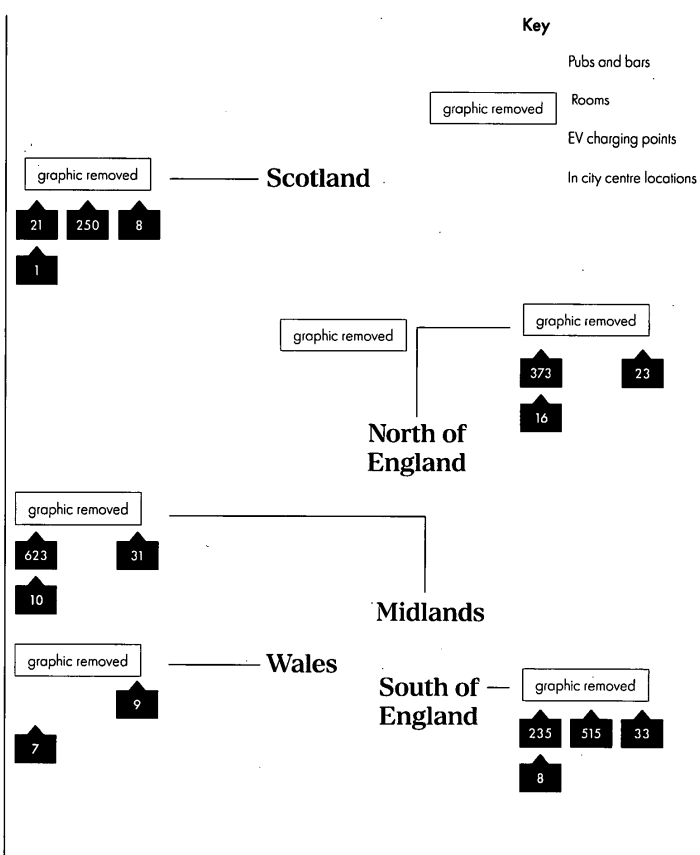 Key
Pubs and bars
graphic removed
Rooms
EV charging points
In city centre locations
graphic removed
Scotland
21 250 8
1
graphic removed
graphic removed
373 23
16
North of
England
graphic removed
623 31
10
Midlands
graphic removed
Wales
9
7
South of
England
graphic removed
235 515 33
8